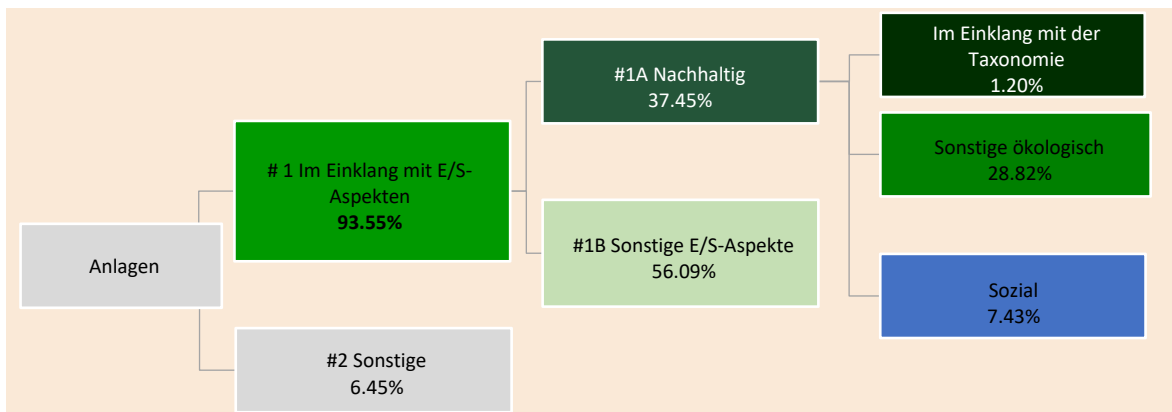 Anlagen
# 1 Im Einklang mit E/S-
Aspekten
93.55%
#2 Sonstige
6.45%
#1A Nachhaltig
37.45%
#1B Sonstige E/S-Aspekte
56.09%
Im Einklang mit der
Taxonomie
1.20%
Sonstige ökologisch
28.82%
Sozial
7.43%